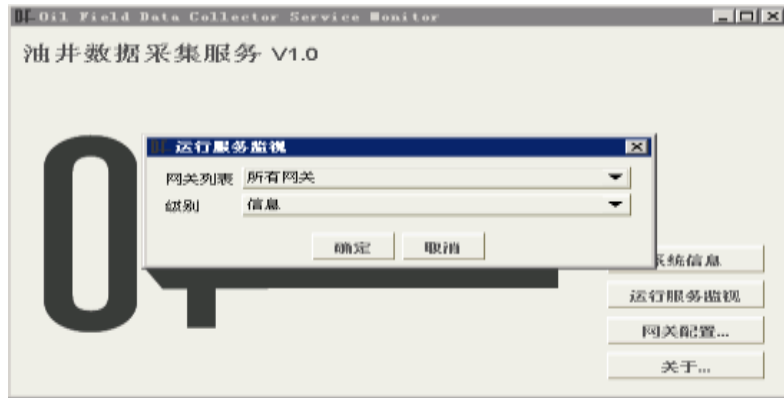 Oil Field Data Collector Service Monitor
油井数据采集服务 V1.0
运行服务监视
网关列表 所有网关
级别 信息
确定 取消
系统信息
运行服务监视
网关配置...
关于...